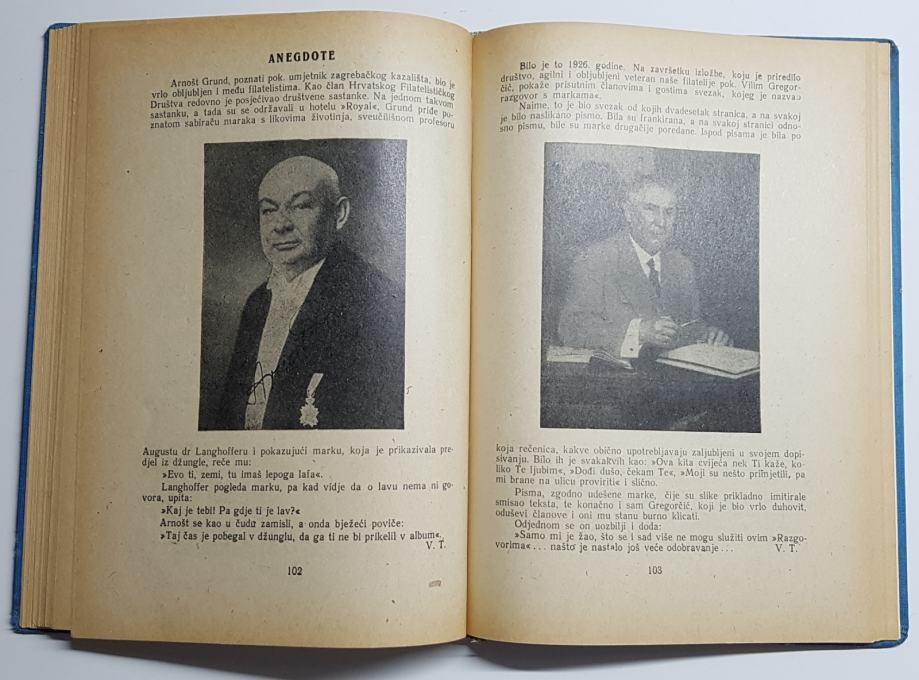 ANEGDOTE
Arnošt Grund, poznati pok. umjetnik zagrebačkog kazališta, bio je
vrlo obljubljen i među filatelistima. Kao član Hrvatskog Filatelističkog
Društva redovno je posjećivao društvene sastanke. Na jednom takvom
sastanku, a tada su se održavali u hotelu »Royal«, Grund priđe po-
znatom sabiraču maraka s likovima životinja, sveučilišnom profesoru
Augustu dr Langhofferu i pokazujući marku, koja je prikazivala pre-
djel iz džungle, reče mu:
»Evo ti, zemi, tu imaš lepoga lafa«.
Langhoffer pogleda marku, pa kad vidje da o lavu nema ni go-
vora, upita:
»Kaj je tebi! Pa gdje ti je lav?«
Arnošt se kao u čudu zamisli, a onda bježeći poviče:
»Taj čas je pobegal v džunglu, da ga ti ne bi prikelil v album«.
V. T.
102
Bilo je to 1926. godine. Na završetku izložbe, koju je priredilo
društvo, agilni i obljubljeni veteran naše filatelije pok. Vilim Gregor-
čič, pokaže prisutnim članovima i gostima svezak, kojeg je nazvao
razgovor s markama«.
Naime, to je bio svezak od kojih dvadesetak stranica, a na svakoj
je bilo naslikano pismo. Bila su frankirana, a na svakoj stranici odno-
sno pismu, bile su marke drugačije poredane. Ispod pisama je bila po
koja rečenica, kakve obično upotrebljavaju zaljubljeni u svojem dopi-
sivanju. Bilo ih je svakakvih kao: »Ova kita cvijeća nek Ti kaže, ko-
liko Te ljubim«, »Dođi dušo, čekam Te«, »Moji su nešto primjetili, pa
mi brane na ulicu proviriti« i slično.
Pisma, zgodno udešene marke, čije su slike prikladno imitirale
smisao teksta, te konačno i sam Gregorčić, koji je bio vrlo duhovit,
oduševi članove i oni mu stanu burno klicati.
Odjednom se on uozbilji i doda:
»Samo mi je žao, što se i sad više ne mogu služiti ovim »Razgo-
vorima«... našto je nastalo još veće odobravanje... V. T.
103